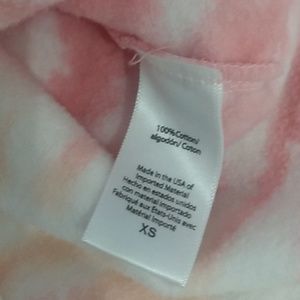 100%Cotton/
algodón/ Coton
Made in the USA of
Imported Material
Hecho en estados unidos
con material importado
Fabriqué aux États-Unis avec
Matérial Importé
XS